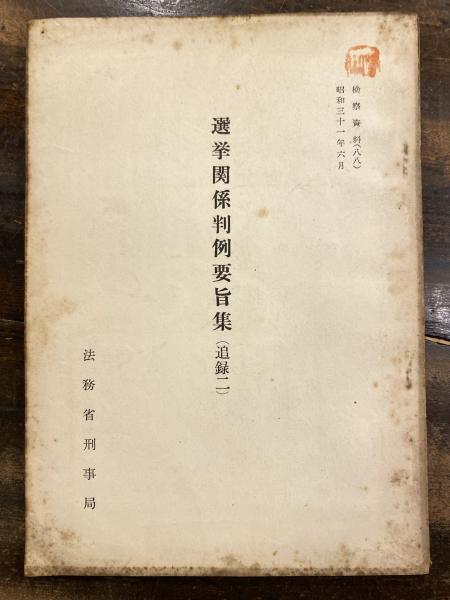 検察資料(八八)
昭和三十一年六月
選挙関係判例要旨集(追録二)
法務省刑事局